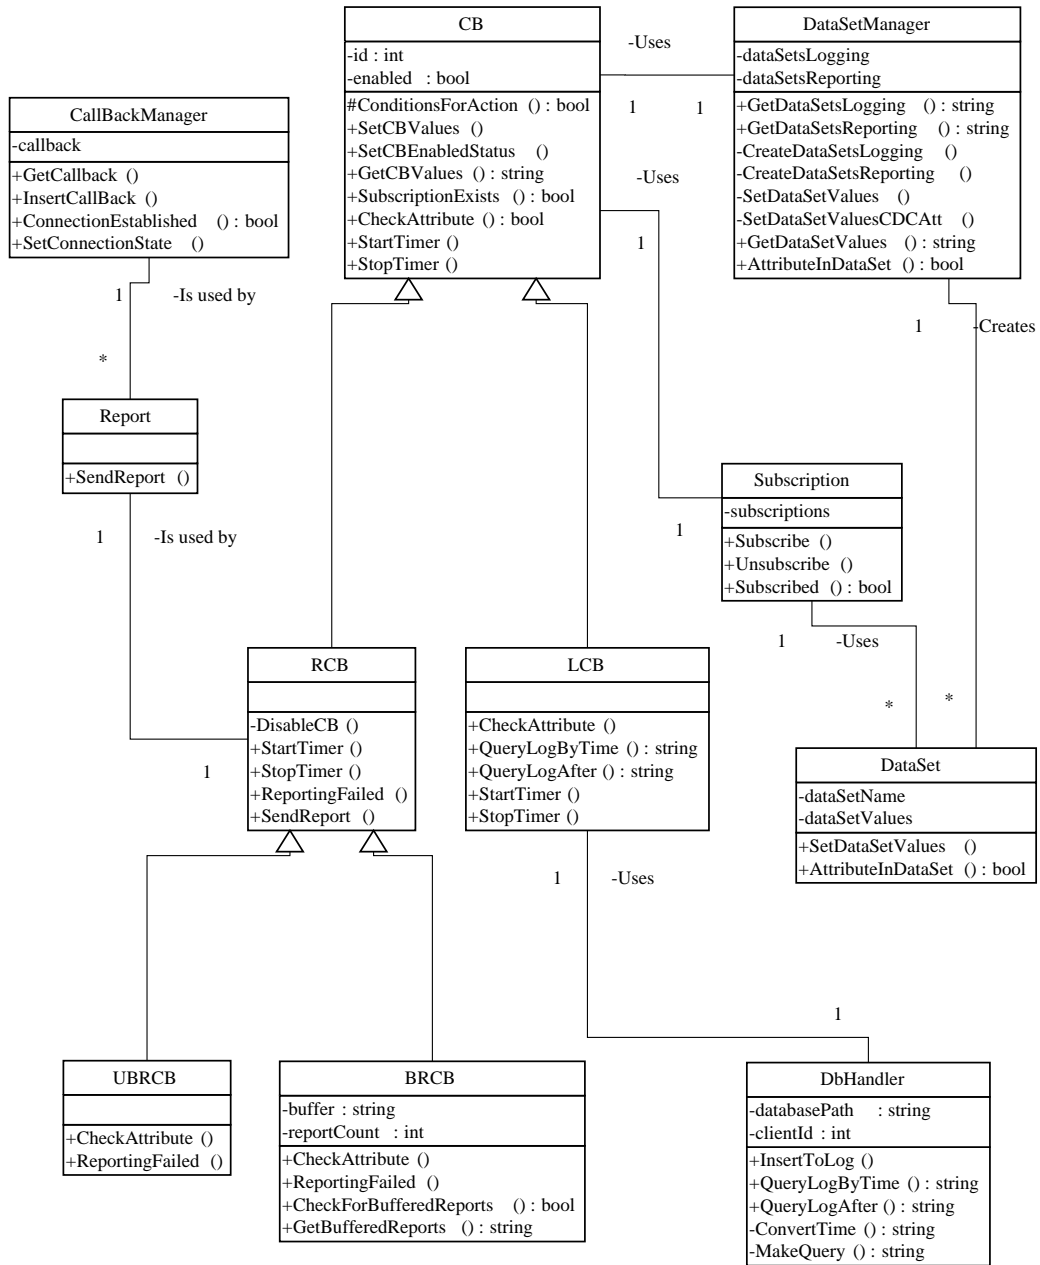 CB
-id : int
-enabled : bool
#ConditionsForAction () : bool
+SetCBValues ()
+SetCBEnabledStatus ()
+GetCBValues () : string
+SubscriptionExists () : bool
+CheckAttribute () : bool
+StartTimer ()
+StopTimer ()
-Uses
1
1
DataSetManager
-dataSetsLogging
-dataSetsReporting
+GetDataSetsLogging () : string
+GetDataSetsReporting () : string
-CreateDataSetsLogging ()
-CreateDataSetsReporting ()
-SetDataSetValues ()
-SetDataSetValuesCDCAtt ()
+GetDataSetValues () : string
+AttributeInDataSet () : bool
CallBackManager
-callback
+GetCallback ()
+InsertCallBack ()
+ConnectionEstablished () : bool
+SetConnectionState ()
-Uses
1
1
1
-Is used by
*
1
-Creates
*
Report
+SendReport ()
1
-Is used by
1
Subscription
-subscriptions
+Subscribe ()
+Unsubscribe ()
+Subscribed () : bool
1
-Uses
*
RCB
-DisableCB ()
+StartTimer ()
+StopTimer ()
+ReportingFailed ()
+SendReport ()
LCB
+CheckAttribute ()
+QueryLogByTime () : string
+QueryLogAfter () : string
+StartTimer ()
+StopTimer ()
DataSet
-dataSetName
-dataSetValues
+SetDataSetValues ()
+AttributeInDataSet () : bool
1
-Uses
1
UBRCB
+CheckAttribute ()
+ReportingFailed ()
BRCB
-buffer : string
-reportCount : int
+CheckAttribute ()
+ReportingFailed ()
+CheckForBufferedReports () : bool
+GetBufferedReports () : string
DbHandler
-databasePath : string
-clientId : int
+InsertToLog ()
+QueryLogByTime () : string
+QueryLogAfter () : string
-ConvertTime () : string
-MakeQuery () : string